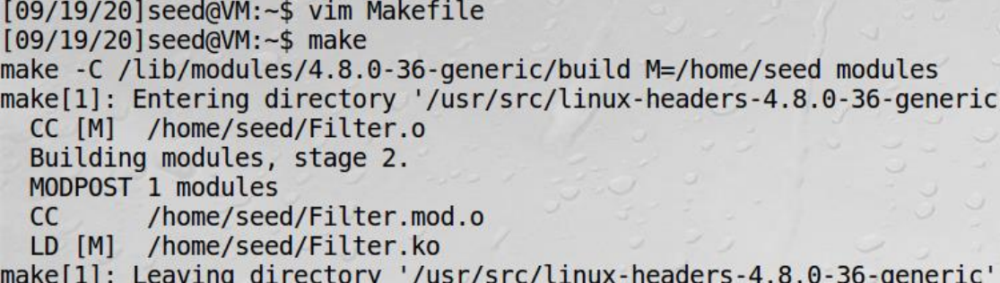 [09/19/20]seed@VM:~$ vim Makefile
[09/19/20]seed@VM:~$ make
make -C /lib/modules/4.8.0-36-generic/build M=/home/seed modules
make[1]: Entering directory '/usr/src/linux-headers-4.8.0-36-generic
  CC [M]  /home/seed/Filter.o
  Building modules, stage 2.
  MODPOST 1 modules
  CC      /home/seed/Filter.mod.o
  LD [M]  /home/seed/Filter.ko
make[1]: Leaving directory '/usr/src/linux-headers-4.8.0-36-generic'